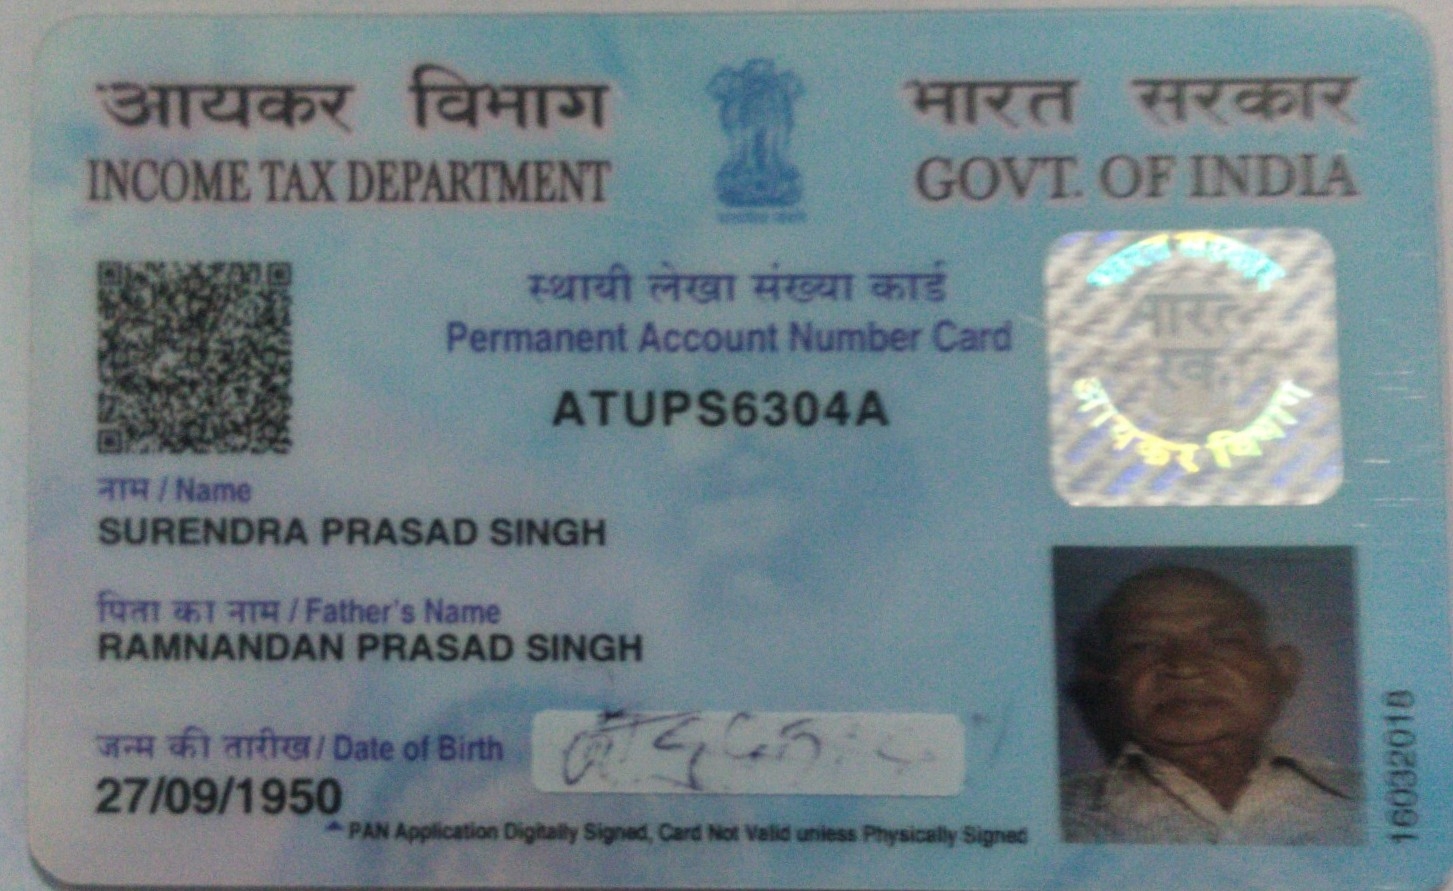 आयकर विभाग
INCOME TAX DEPARTMENT
भारत सरकार
GOVT. OF INDIA
स्थायी लेखा संख्या कार्ड
Permanent Account Number Card
ATUPS6304A
नाम / Name
SURENDRA PRASAD SINGH
पिता का नाम / Father's Name
RAMNANDAN PRASAD SINGH
जन्म की तारीख / Date of Birth
27/09/1950
PAN Application Digitally Signed, Card Not Valid unless Physically Signed
आयकर विभाग
16032018